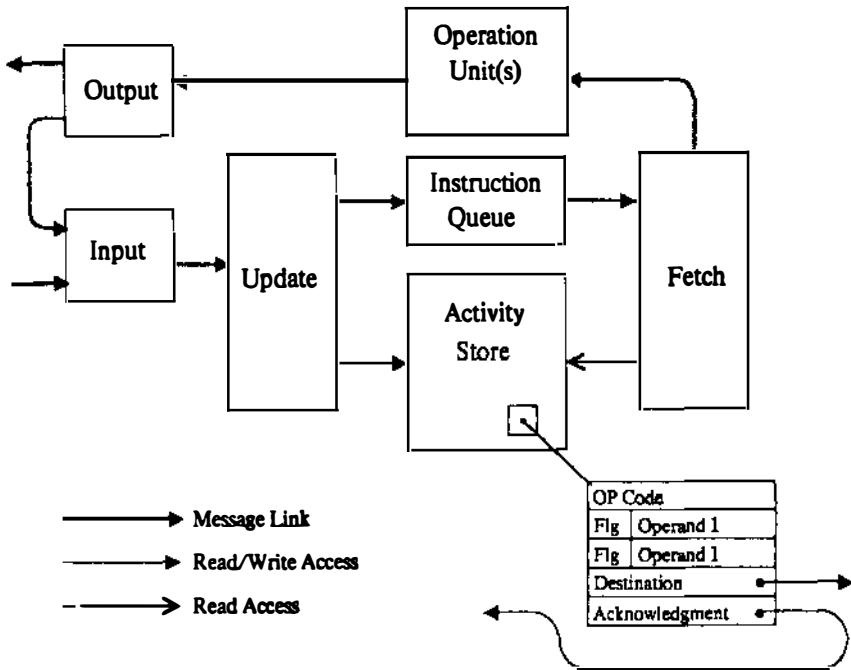 Operation
Unit(s)
Output
Instruction
Queue
Input
Update
Fetch
Activity
Store
OP Code
Flg Operand 1
Flg Operand 1
Destination
Acknowledgment
Message Link
Read/Write Access
Read Access